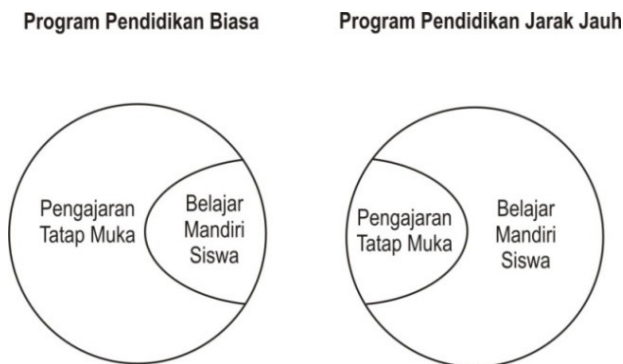 Program Pendidikan Biasa
Program Pendidikan Jarak Jauh
Pengajaran
Tatap Muka
Belajar
Mandiri
Siswa
Pengajaran
Tatap Muka
Belajar
Mandiri
Siswa